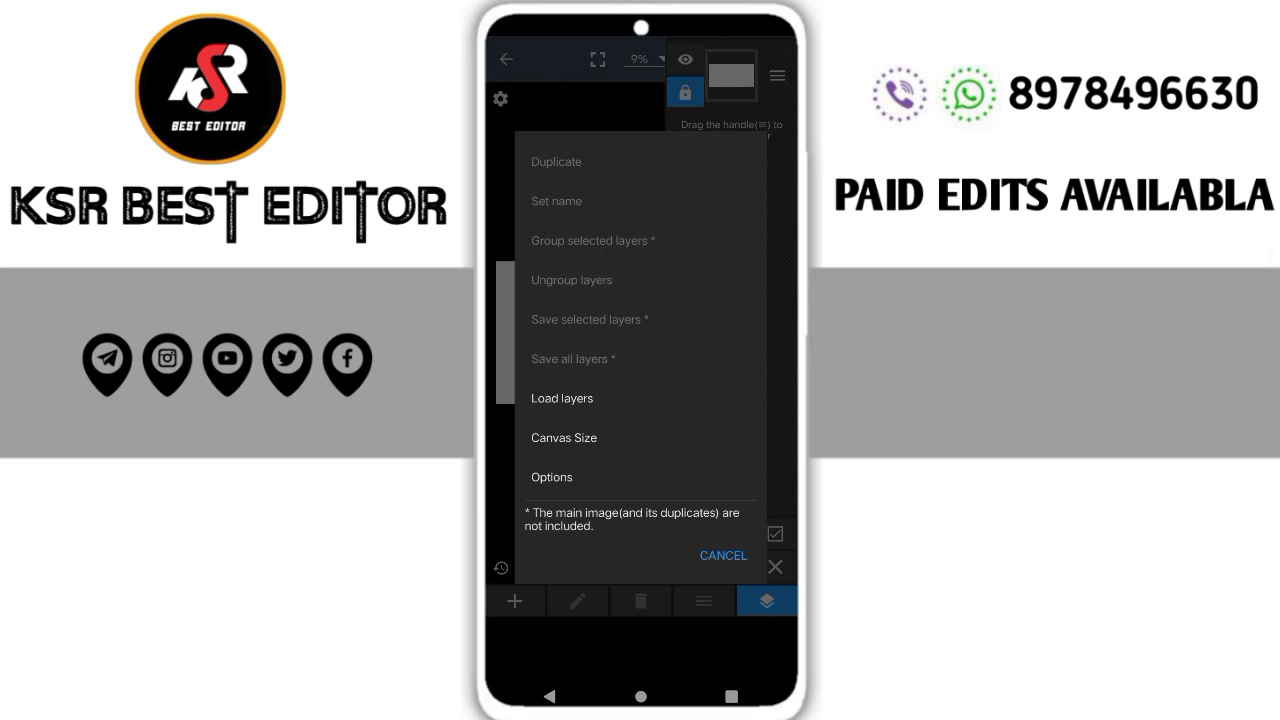 KSR
BEST EDITOR
KSR BEST EDITOR
8978496630
PAID EDITS AVAILABLA
9%
Drag the handle(≡) to
r
Duplicate
Set name
Group selected layers *
Ungroup layers
Save selected layers *
Save all layers *
Load layers
Canvas Size
Options
* The main image(and its duplicates) are
not included.
CANCEL